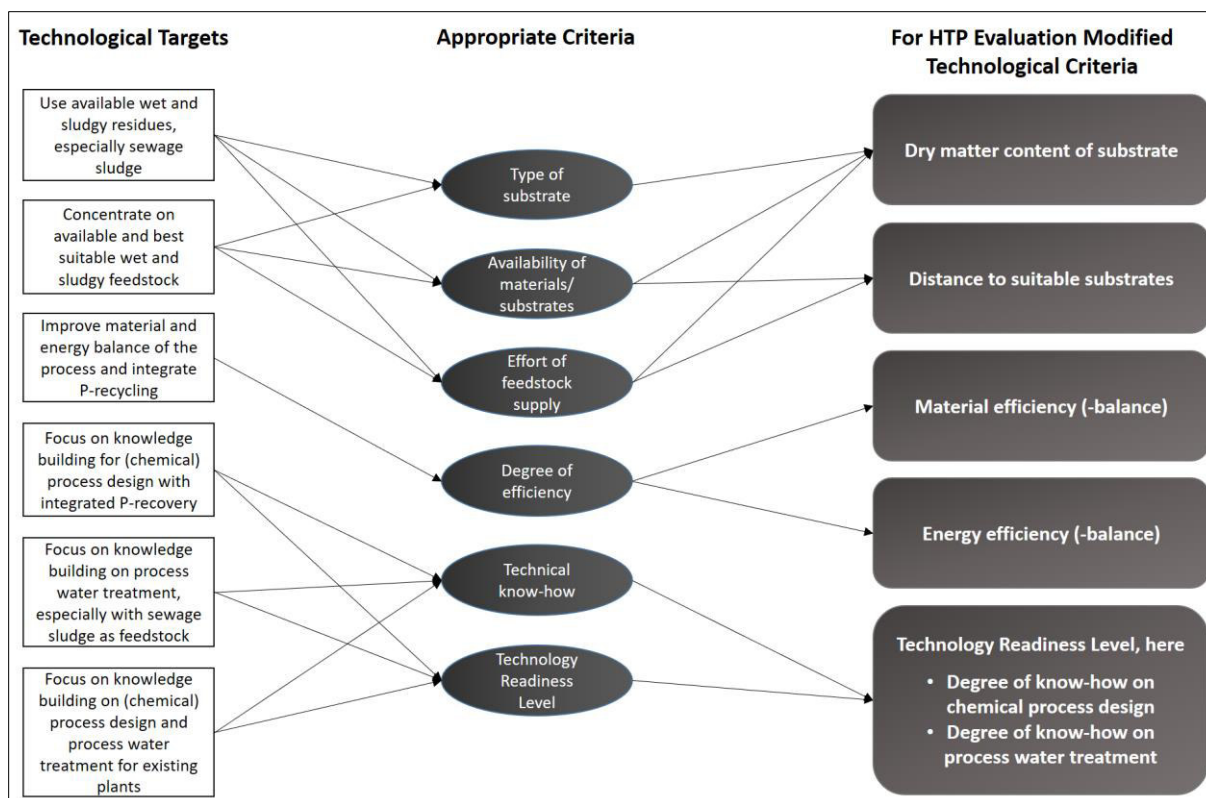 Technological Targets
Use available wet and
sludgy residues,
especially sewage
sludge
Concentrate on
available and best
suitable wet and
sludgy feedstock
Improve material and
energy balance of the
process and integrate
P-recycling
Focus on knowledge
building for (chemical)
process design with
integrated P-recovery
Focus on knowledge
building on process
water treatment,
especially with sewage
sludge as feedstock
Focus on knowledge
building on (chemical)
process design and
process water
treatment for existing
plants
Appropriate Criteria
Type of
substrate
Availability of
materials/
substrates
Effort of
feedstock
supply
Degree of
efficiency
Technical
know-how
Technology
Readiness
Level
For HTP Evaluation Modified
Technological Criteria
Dry matter content of substrate
Distance to suitable substrates
Material efficiency (-balance)
Energy efficiency (-balance)
Technology Readiness Level, here
• Degree of know-how on
chemical process design
• Degree of know-how on
process water treatment